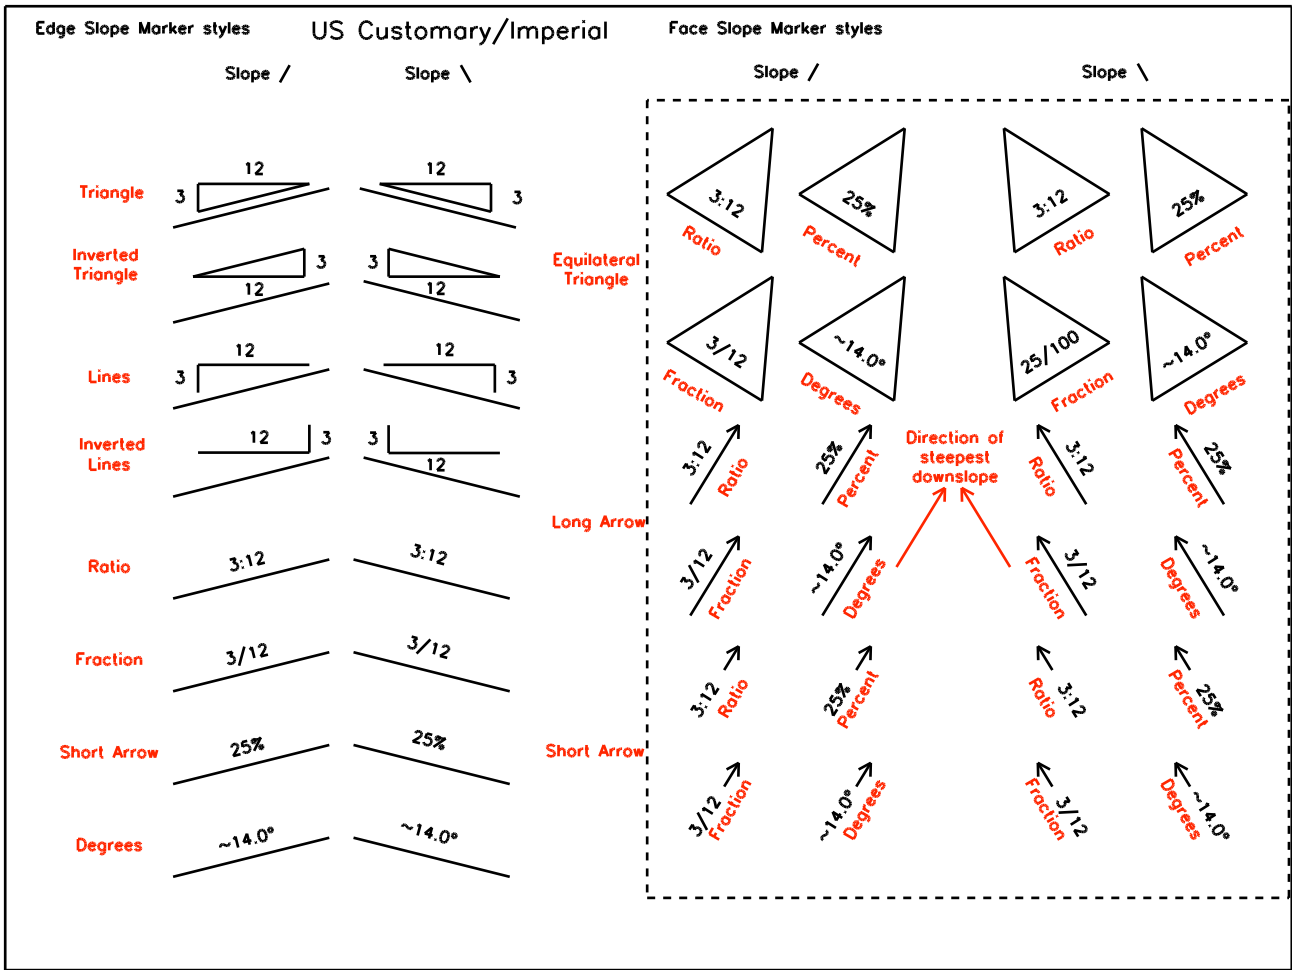 Edge Slope Marker styles
US Customary/Imperial
Face Slope Marker styles
Slope /
Slope \
Slope /
Slope \
Triangle
12
3
12
3
Inverted
Triangle
3
12
3
12
Lines
12
3
12
3
Inverted
Lines
12
3
3
12
Ratio
3:12
3:12
Fraction
3/12
3/12
Short Arrow
25%
25%
Degrees
~14.0°
~14.0°
Equilateral
Triangle
3:12
Ratio
25%
Percent
3:12
Ratio
25%
Percent
3/12
Fraction
~14.0°
Degrees
25/100
Fraction
~14.0°
Degrees
Long Arrow
3:12
Ratio
25%
Percent
Direction of
steepest
downslope
3:12
Ratio
25%
Percent
3/12
Fraction
~14.0°
Degrees
3/12
Fraction
~14.0°
Degrees
Short Arrow
3:12
Ratio
25%
Percent
3:12
Ratio
25%
Percent
3/12
Fraction
~14.0°
Degrees
3/12
Fraction
~14.0°
Degrees